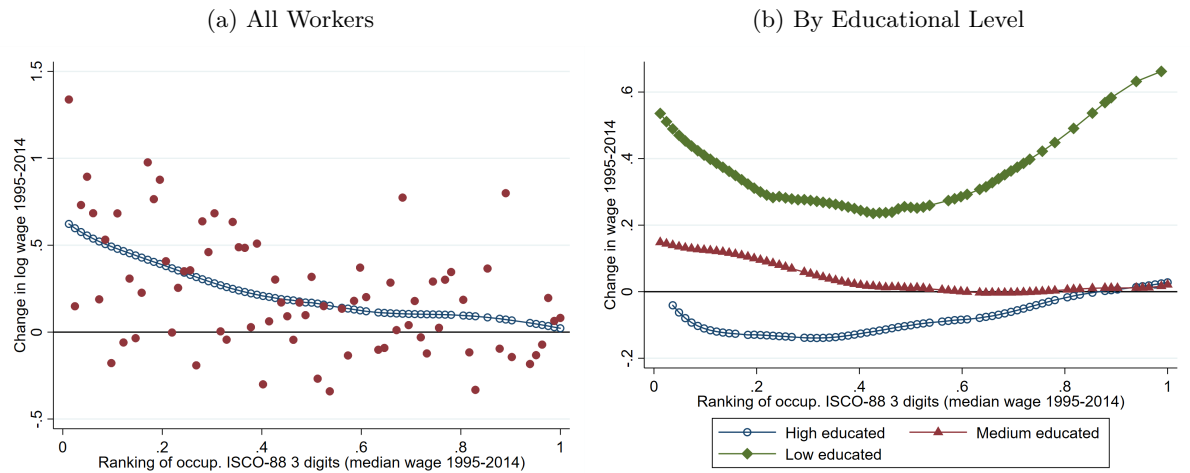 (a) All Workers
Change in log wage 1995-2014
1.5
1
.5
0
-.5
0 .2 .4 .6 .8 1
Ranking of occup. ISCO-88 3 digits (median wage 1995-2014)
(b) By Educational Level
Change in wage 1995-2014
.6
.4
.2
0
-.2
0 .2 .4 .6 .8 1
Ranking of occup. ISCO-88 3 digits (median wage 1995-2014)
High educated Medium educated
Low educated